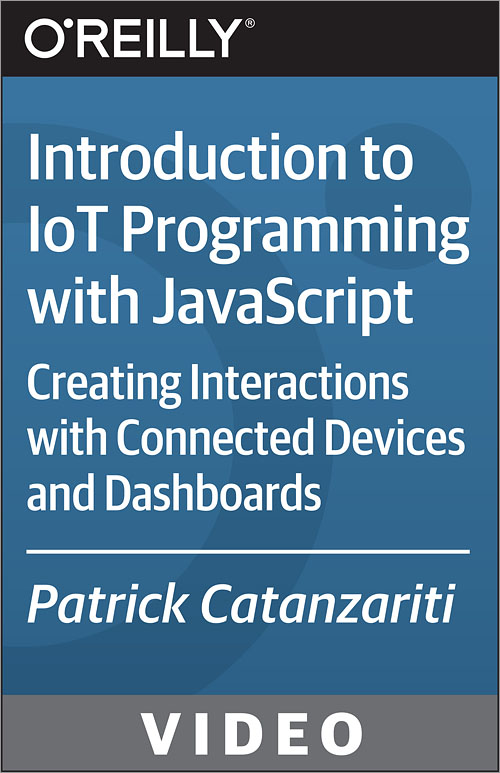 O'REILLY®
Introduction to
IoT Programming
with JavaScript
Creating Interactions
with Connected Devices
and Dashboards
Patrick Catanzariti
VIDEO